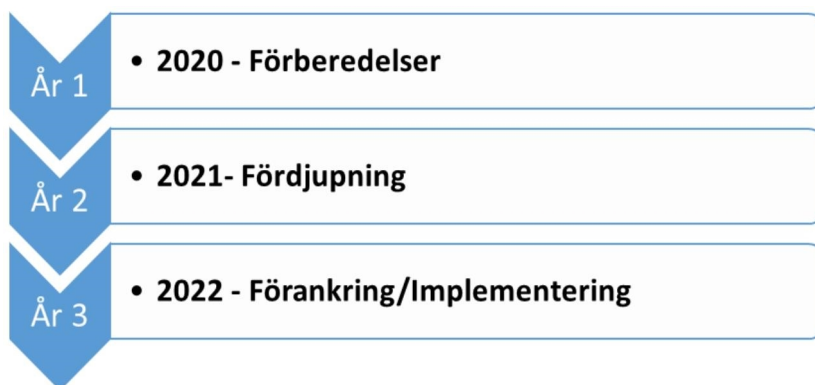 År 1
• 2020 - Förberedelser
År 2
• 2021- Fördjupning
År 3
• 2022 - Förankring/Implementering